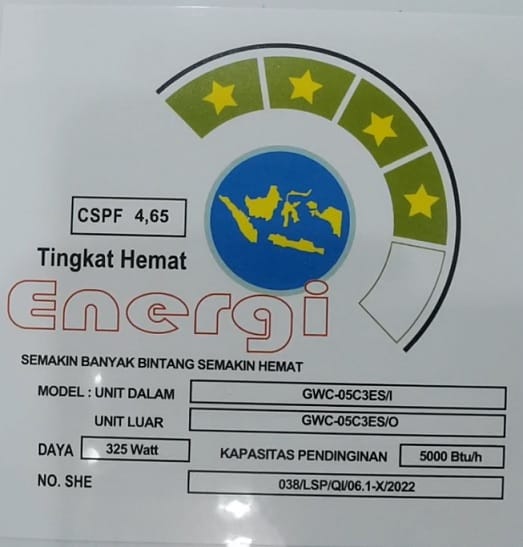 CSPF 4,65
Tingkat Hemat
Energi
SEMAKIN BANYAK BINTANG SEMAKIN HEMAT
MODEL : UNIT DALAM GWC-05C3ES/I
UNIT LUAR GWC-05C3ES/O
DAYA 325 Watt KAPASITAS PENDINGINAN 5000 Btu/h
NO. SHE 038/LSP/QI/06.1-X/2022